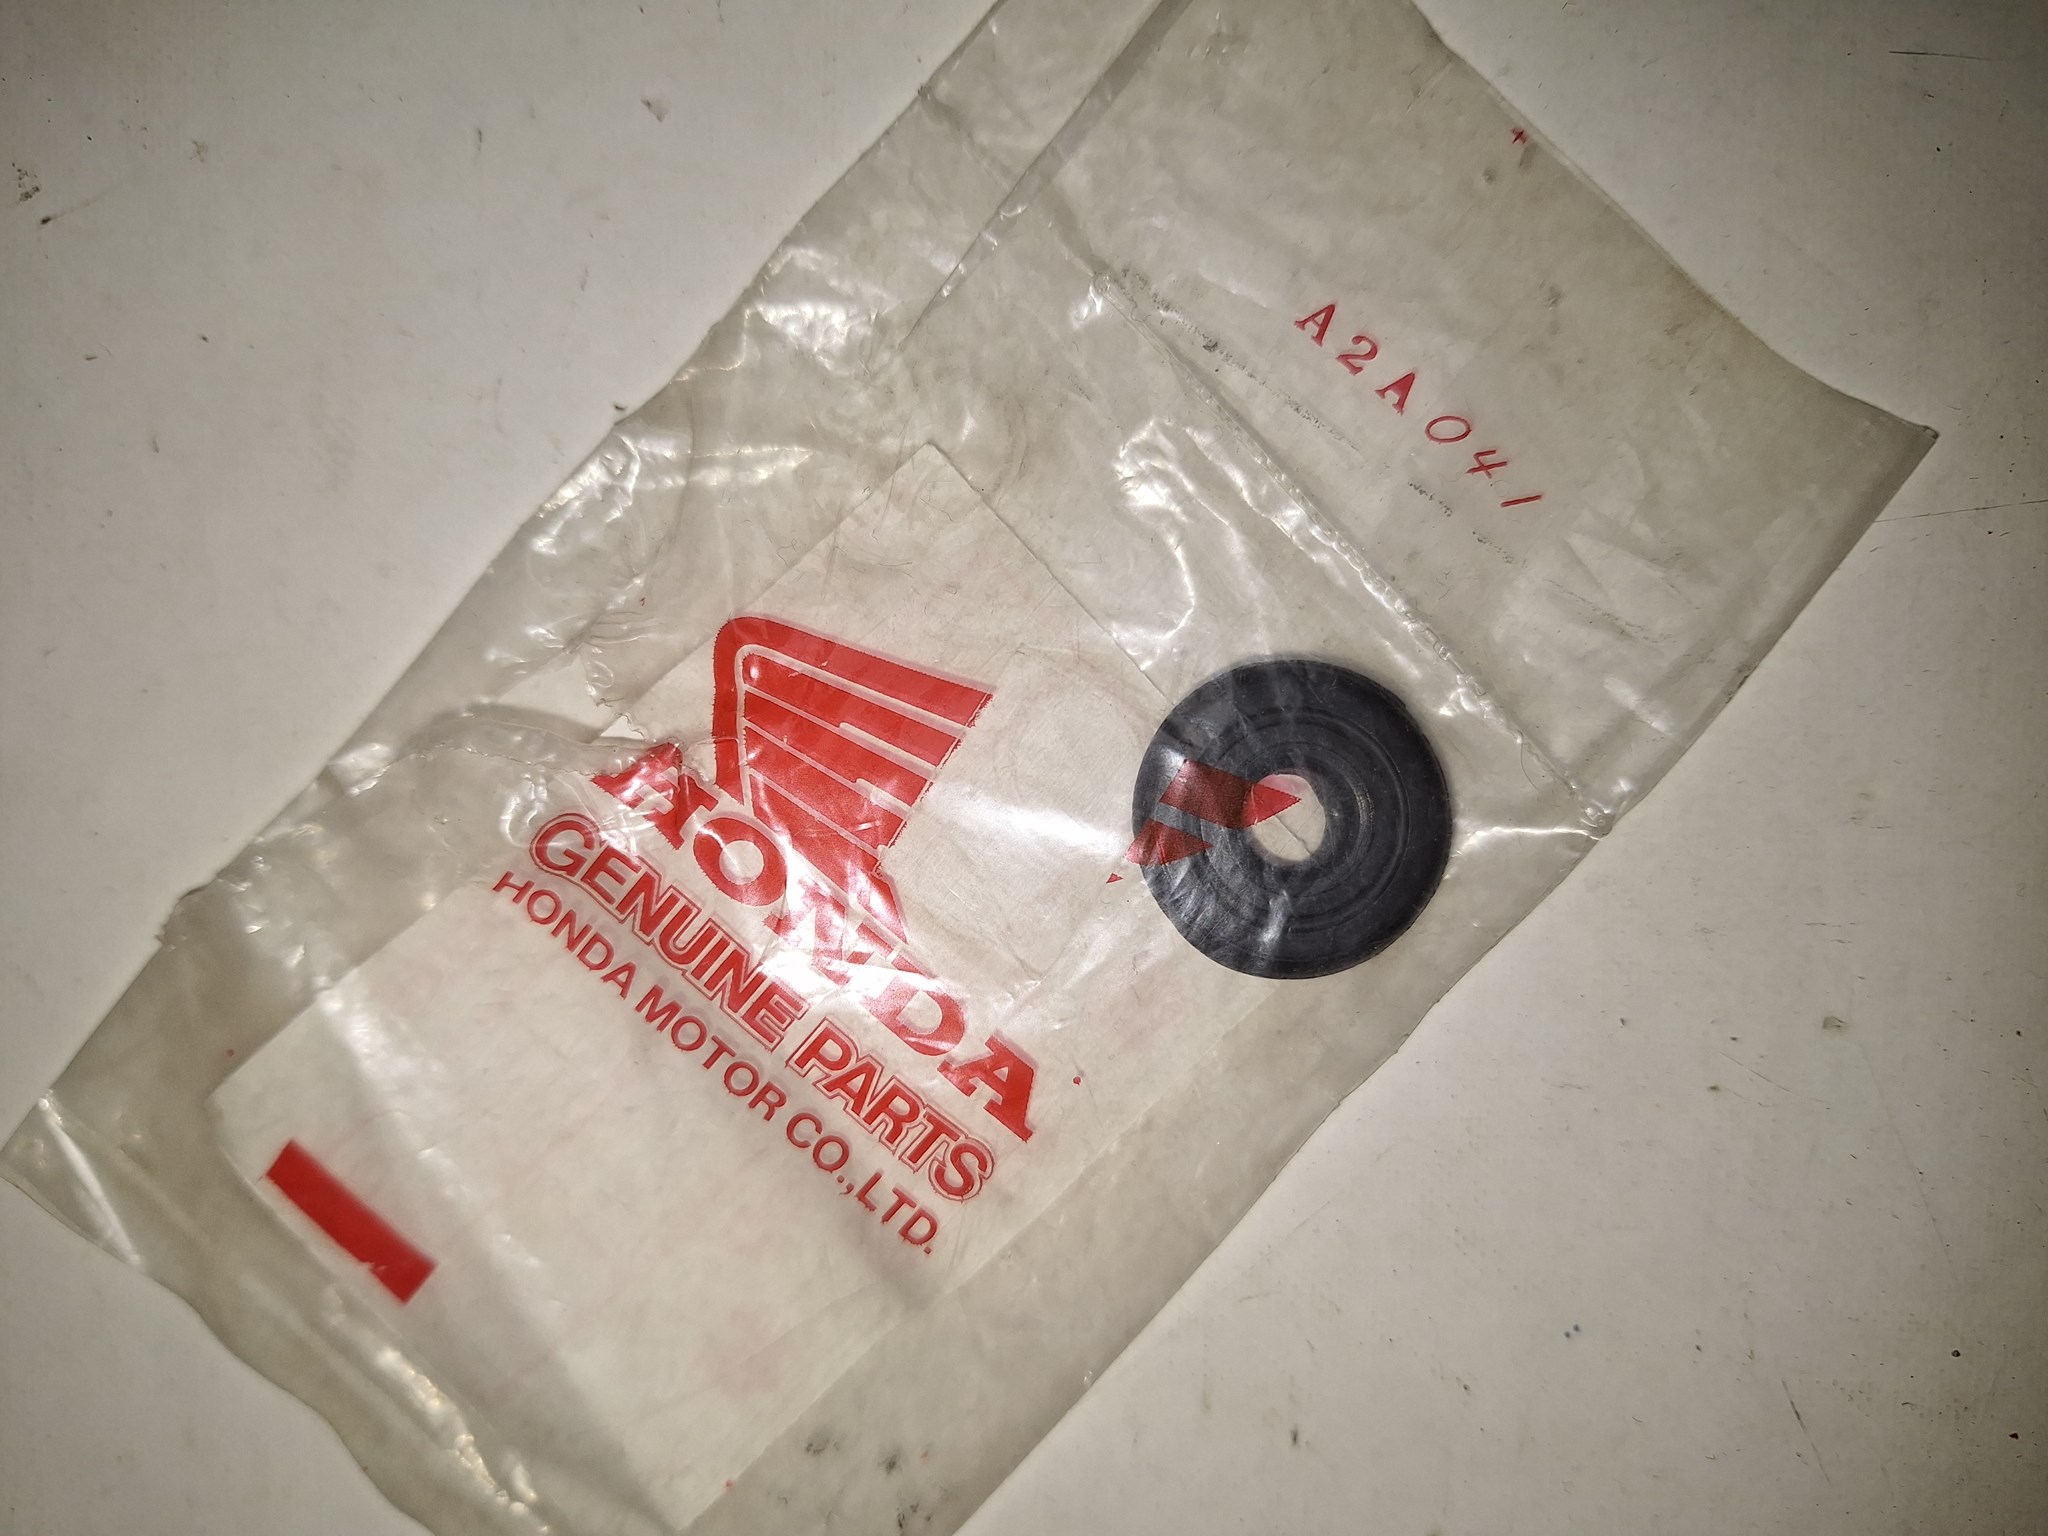 A2A041
HONDA
GENUINE PARTS
HONDA MOTOR CO.,LTD.